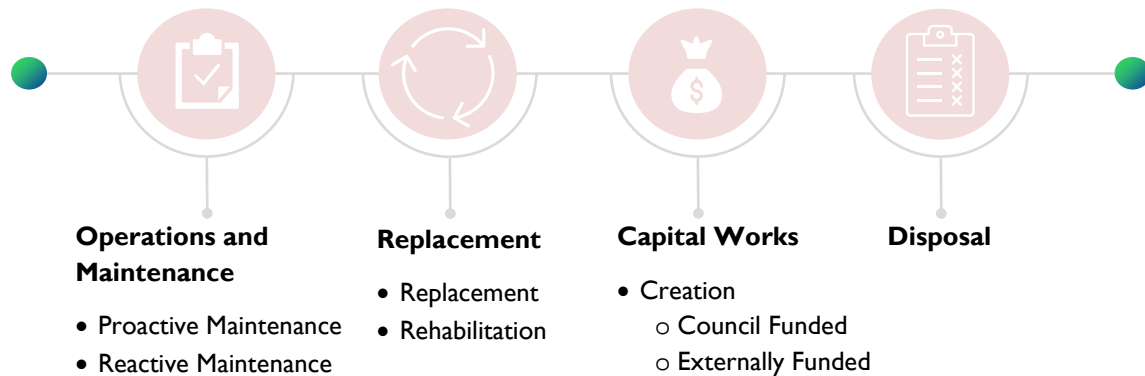 Operations and
Maintenance
• Proactive Maintenance
• Reactive Maintenance
Replacement
• Replacement
• Rehabilitation
$
Capital Works
• Creation
o Council Funded
o Externally Funded
Disposal